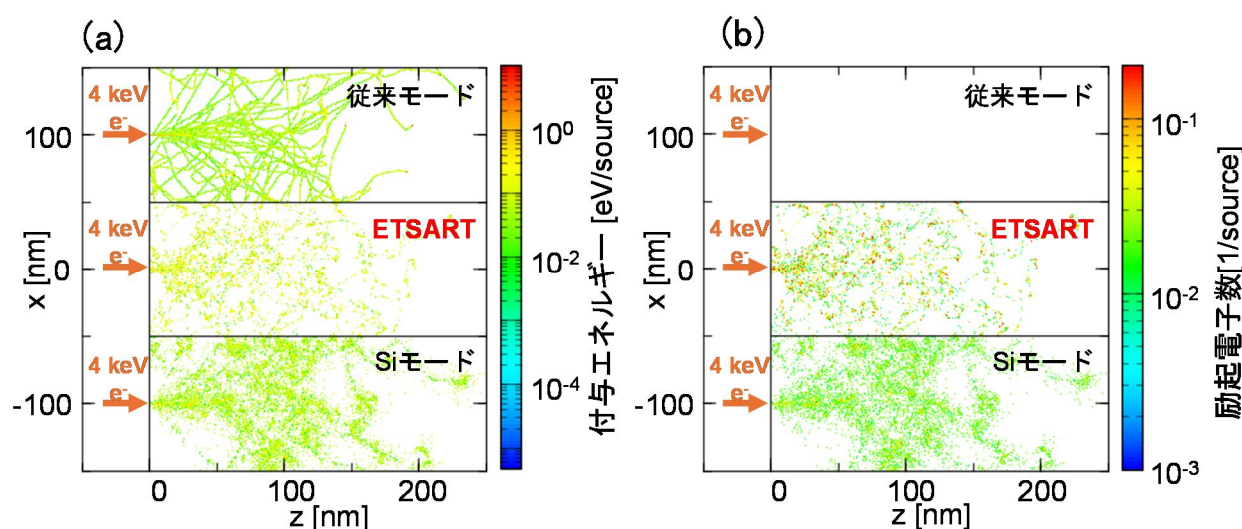 (a)
4 keV
e-
従来モード
100
4 keV
e-
ETSART
0
4 keV
e-
Siモード
-100
x [nm]
0
100
200
z [nm]
10^0
10^-2
10^-4
付与エネルギー [eV/source]
(b)
4 keV
e-
従来モード
100
4 keV
e-
ETSART
0
4 keV
e-
Siモード
-100
x [nm]
0
100
200
z [nm]
10^-1
10^-2
10^-3
励起電子数[1/source]